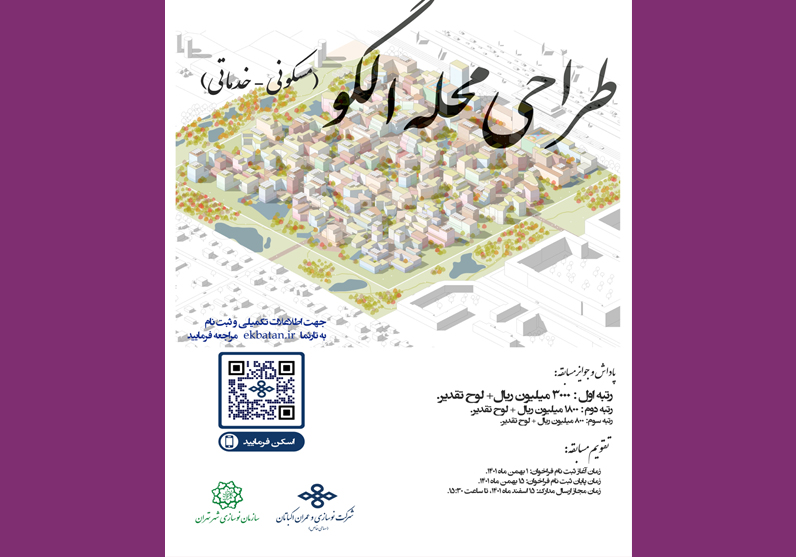 طراحی محله الگو
(مسکونی - خدماتی)
جهت اطلاعات تکمیلی و ثبت نام
به تارنما ekbatan.ir مراجعه فرمایید
اسکن فرمایید
پاداش و جوایز مسابقه:
رتبه اول : ۳۰۰۰ میلیون ریال+ لوح تقدیر.
رتبه دوم : ۱۸۰۰ میلیون ریال + لوح تقدیر.
رتبه سوم: ۸۰۰ میلیون ریال + لوح تقدیر.
تقویم مسابقه:
زمان آغاز ثبت نام فراخوان: ۱ بهمن ماه ۱۴۰۱.
زمان پایان ثبت نام فراخوان: ۱۵ بهمن ماه ۱۴۰۱.
زمان مجاز ارسال مدارک: ۱۵ اسفند ماه ۱۴۰۱، تا ساعت ۱۵:۳۰.
شرکت نوسازی و عمران اکباتان
(سهامی خاص)
سازمان نوسازی شهر تهران